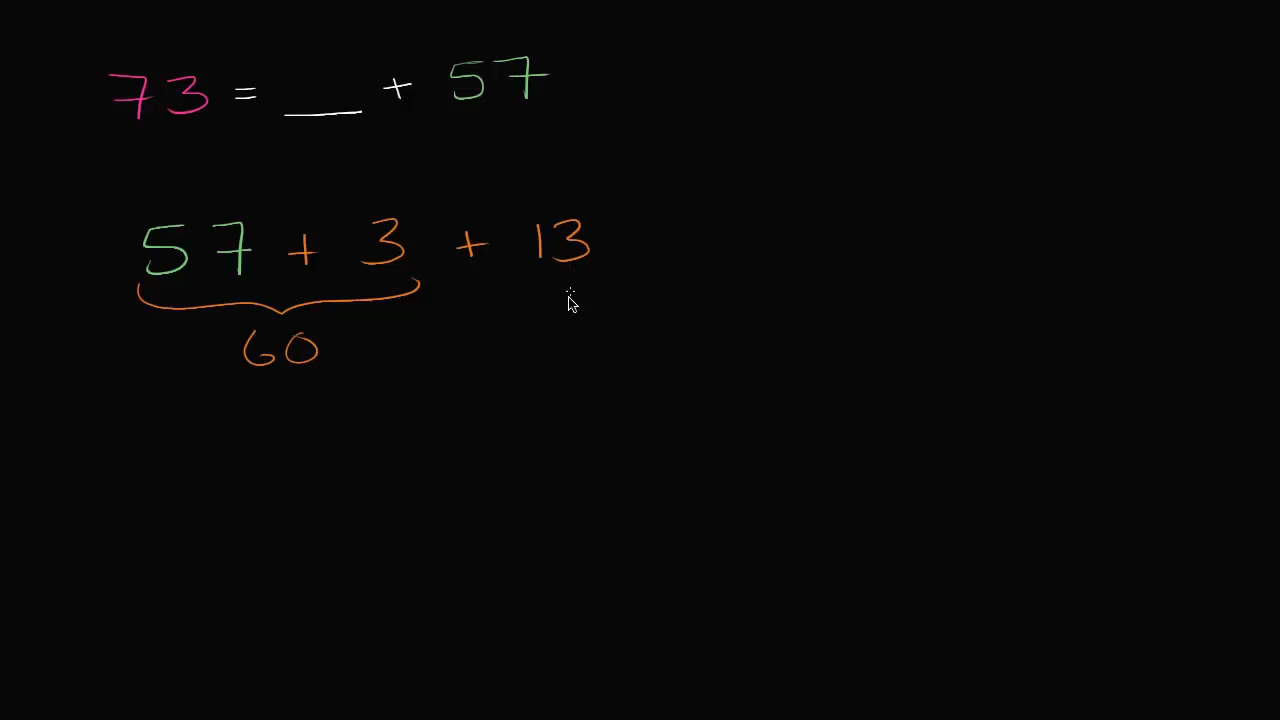 73 = ___ + 57
57 + 3 + 13
60